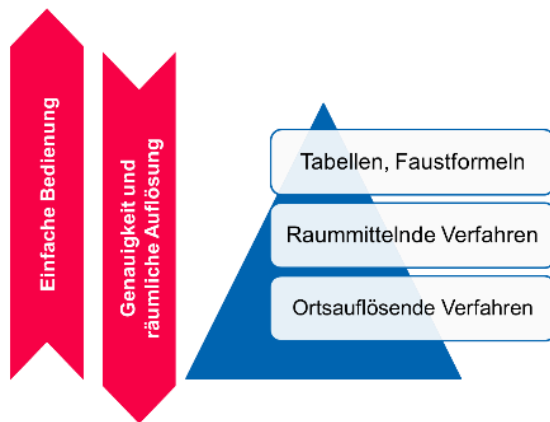 Einfache Bedienung
Genauigkeit und
räumliche Auflösung
Tabellen, Faustformeln
Raummittelnde Verfahren
Ortsauflösende Verfahren